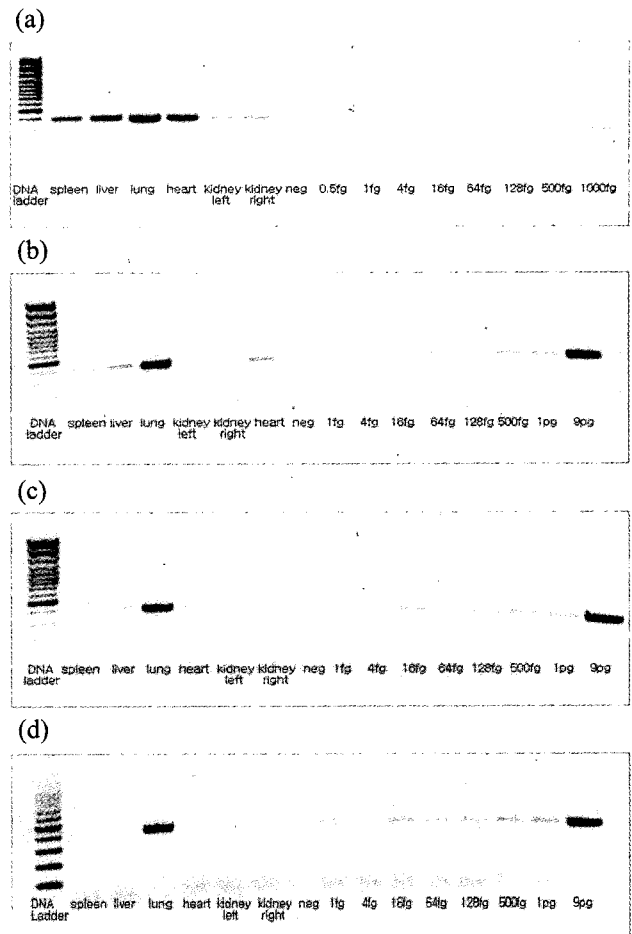 (a)
DNA ladder spleen liver lung heart kidney left kidney right neg 0.5fg 1fg 4fg 16fg 64fg 128fg 500fg 1000fg
(b)
DNA ladder spleen liver lung kidney left kidney right heart neg 1fg 4fg 16fg 64fg 128fg 500fg 1pg 9pg
(c)
DNA ladder spleen liver lung heart kidney left kidney right neg 1fg 4fg 16fg 64fg 128fg 500fg 1pg 9pg
(d)
DNA Ladder spleen liver lung heart kidney left kidney right neg 1fg 4fg 16fg 64fg 128fg 500fg 1pg 9pg